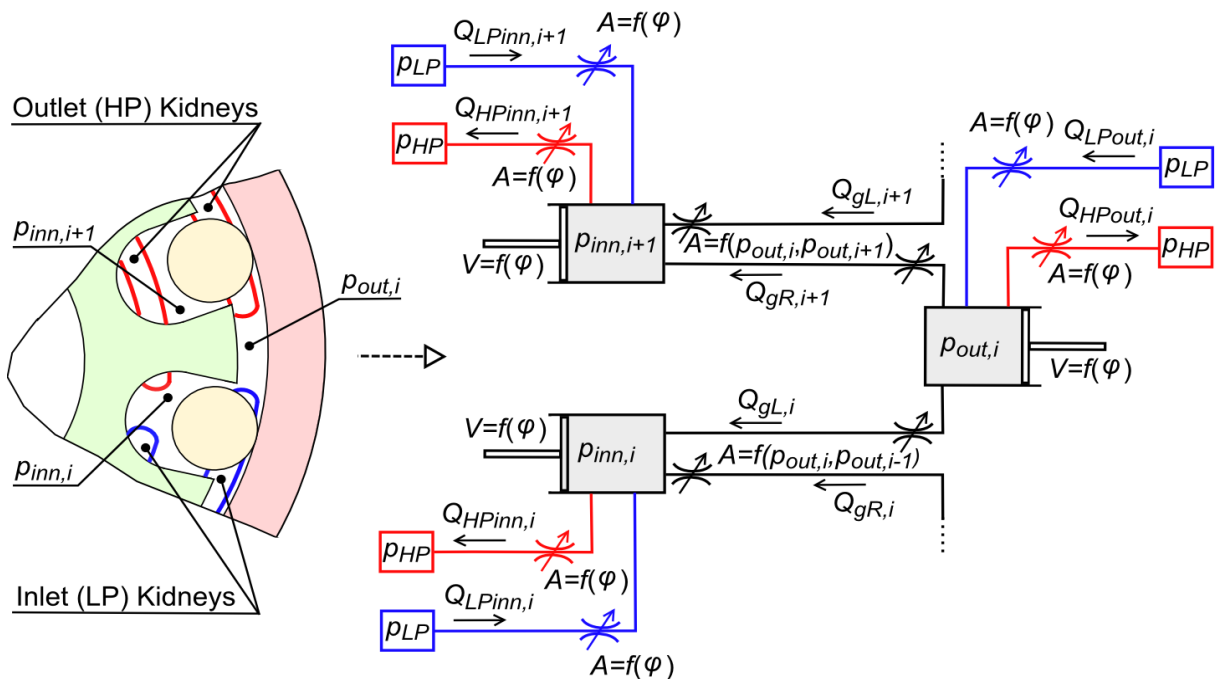 Outlet (HP) Kidneys
p_inn,i+1
p_out,i
p_inn,i
Inlet (LP) Kidneys
Q_LPinn,i+1
A=f(φ)
p_LP
Q_HPinn,i+1
p_HP
A=f(φ)
p_inn,i+1
V=f(φ)
Q_gL,i+1
A=f(p_out,i,p_out,i+1)
Q_gR,i+1
A=f(φ)
Q_LPout,i
p_LP
Q_HPout,i
p_HP
A=f(φ)
p_out,i
V=f(φ)
Q_gL,i
V=f(φ)
p_inn,i
A=f(p_out,i,p_out,i-1)
Q_gR,i
Q_HPinn,i
p_HP
A=f(φ)
Q_LPinn,i
p_LP
A=f(φ)